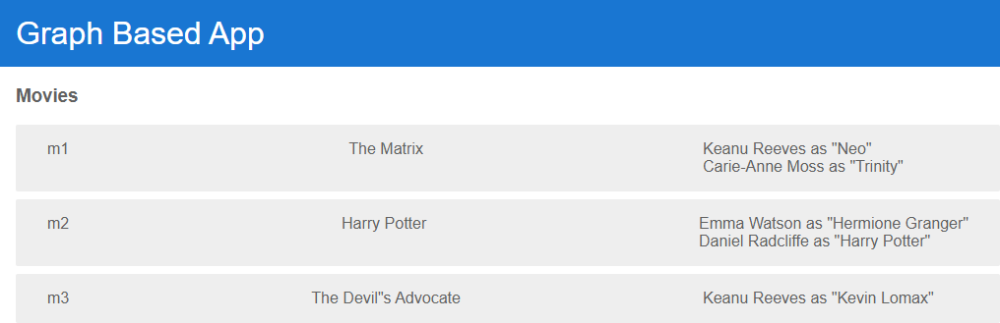 Graph Based App
Movies
m1 The Matrix Keanu Reeves as "Neo"
Carie-Anne Moss as "Trinity"
m2 Harry Potter Emma Watson as "Hermione Granger"
Daniel Radcliffe as "Harry Potter"
m3 The Devil"s Advocate Keanu Reeves as "Kevin Lomax"